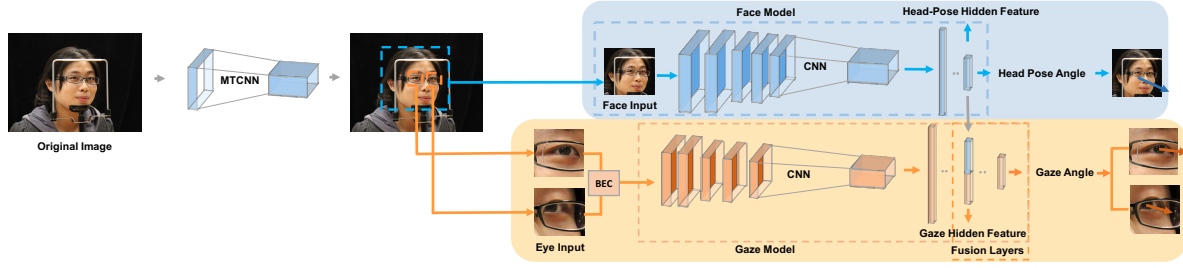 Face Model
Head-Pose Hidden Feature
MTCNN
CNN
Face Input
Head Pose Angle
Original Image
BEC
CNN
Gaze Angle
Eye Input
Gaze Model
Gaze Hidden Feature
Fusion Layers